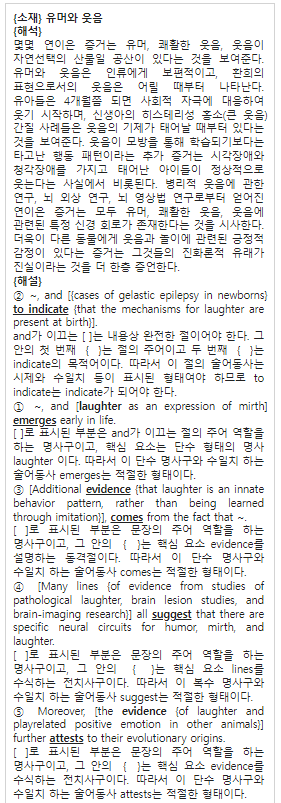 {소재} 유머와 웃음
{해석}
몇몇 연이은 증거는 유머, 쾌활한 웃음, 웃음이
자연선택의 산물일 공산이 있다는 것을 보여준다.
유머와 웃음은 인류에게 보편적이고, 환희의
표현으로서의 웃음은 어릴 때부터 나타난다.
유아들은 4개월쯤 되면 사회적 자극에 대응하여
웃기 시작하며, 신생아의 히스테리성 홍소(큰 웃음)
간질 사례들은 웃음의 기제가 태어날 때부터 있다는
것을 보여준다. 웃음이 모방을 통해 학습되기보다는
타고난 행동 패턴이라는 추가 증거는 시각장애와
청각장애를 가지고 태어난 아이들이 정상적으로
웃는다는 사실에서 비롯된다. 병리적 웃음에 관한
연구, 뇌 외상 연구, 뇌 영상법 연구로부터 얻어진
연이은 증거는 모두 유머, 쾌활한 웃음, 웃음에
관련된 특정 신경 회로가 존재한다는 것을 시사한다.
더욱이 다른 동물에게 웃음과 놀이에 관련된 긍정적
감정이 있다는 증거는 그것들의 진화론적 유래가
진실이라는 것을 더 한층 증언한다.
{해설}
② ~, and [{cases of gelastic epilepsy in newborns}
to indicate {that the mechanisms for laughter are
present at birth}].
and가 이끄는 [ ]는 내용상 완전한 절이어야 한다. 그
안의 첫 번째 { }는 절의 주어이고 두 번째 { }는
indicate의 목적어이다. 따라서 이 절의 술어동사는
시제와 수일치 등이 표시된 형태여야 하므로 to
indicate는 indicate가 되어야 한다.
① ~, and [laughter as an expression of mirth]
emerges early in life.
[ ]로 표시된 부분은 and가 이끄는 절의 주어 역할을
하는 명사구이고, 핵심 요소는 단수 형태의 명사
laughter 이다. 따라서 이 단수 명사구와 수일치 하는
술어동사 emerges는 적절한 형태이다.
③ [Additional evidence {that laughter is an innate
behavior pattern, rather than being learned
through imitation}], comes from the fact that ~.
[ ]로 표시된 부분은 문장의 주어 역할을 하는
명사구이고, 그 안의 { }는 핵심 요소 evidence를
설명하는 동격절이다. 따라서 이 단수 명사구와
수일치 하는 술어동사 comes는 적절한 형태이다.
④ [Many lines {of evidence from studies of
pathological laughter, brain lesion studies, and
brain-imaging research}] all suggest that there are
specific neural circuits for humor, mirth, and
laughter.
[ ]로 표시된 부분은 문장의 주어 역할을 하는
명사구이고, 그 안의 { }는 핵심 요소 lines를
수식하는 전치사구이다. 따라서 이 복수 명사구와
수일치 하는 술어동사 suggest는 적절한 형태이다.
⑤ Moreover, [the evidence {of laughter and
playrelated positive emotion in other animals}]
further attests to their evolutionary origins.
[ ]로 표시된 부분은 문장의 주어 역할을 하는
명사구이고, 그 안의 { }는 핵심 요소 evidence를
수식하는 전치사구이다. 따라서 이 단수 명사구와
수일치 하는 술어동사 attests는 적절한 형태이다.